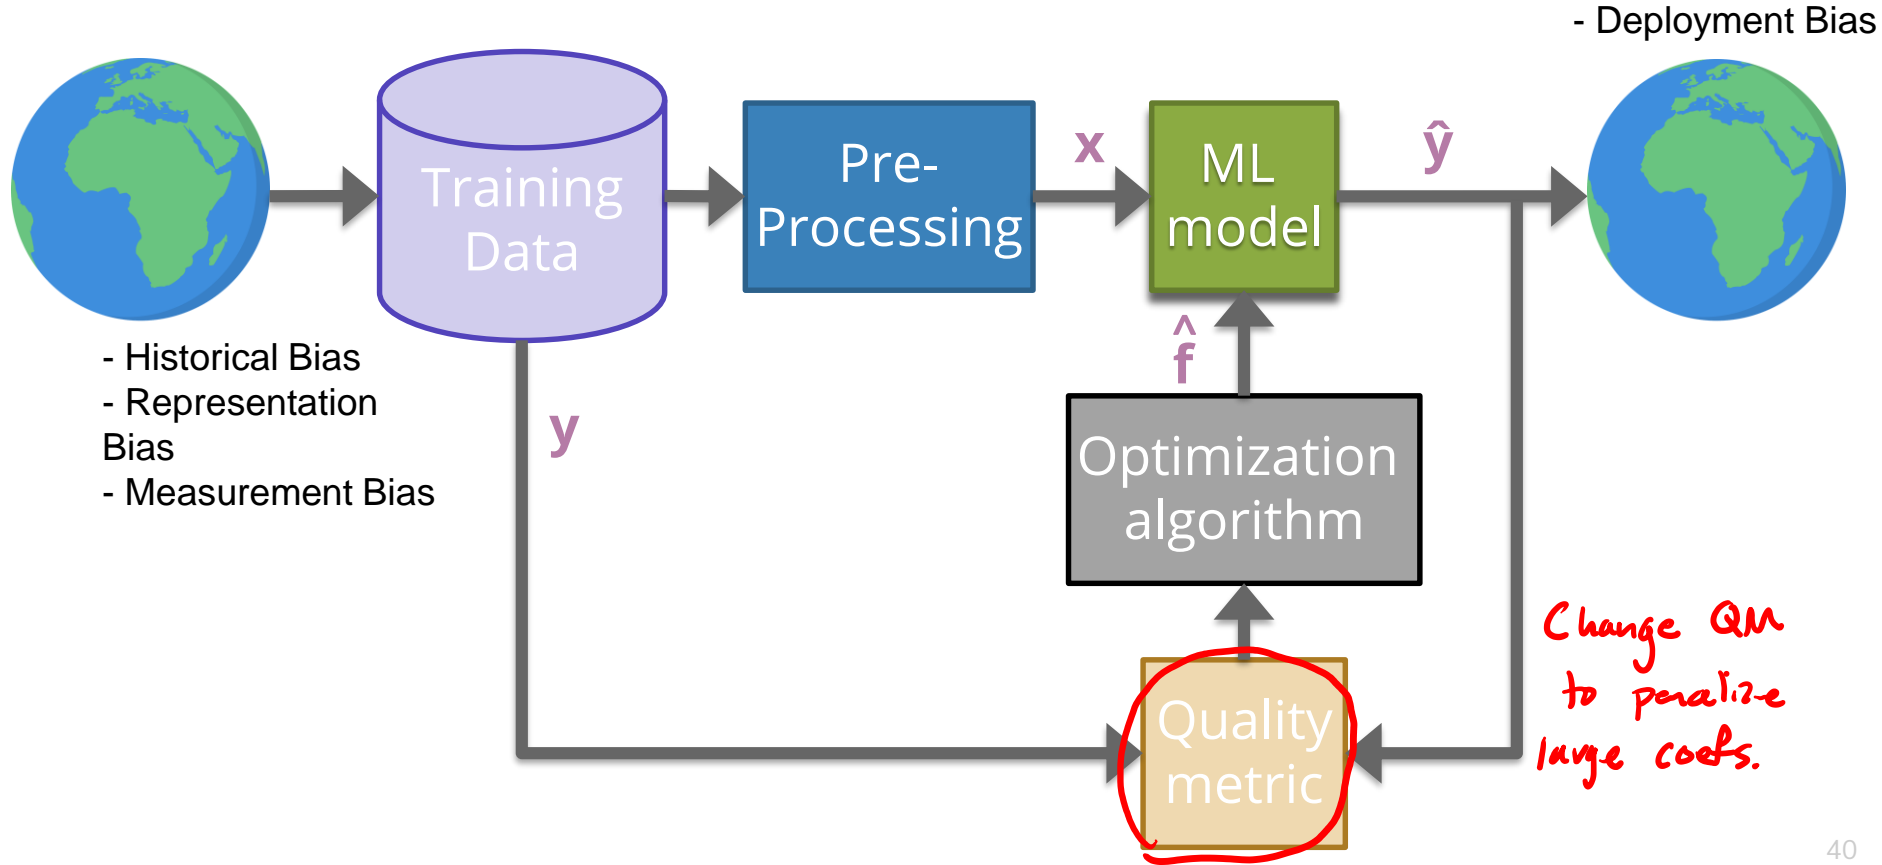 - Deployment Bias
Training
Data
Pre-
Processing
x
ML
model
ŷ
- Historical Bias
- Representation
Bias
- Measurement Bias
y
f̂
Optimization
algorithm
Quality
metric
Change QM
to penalize
large coefs.
40